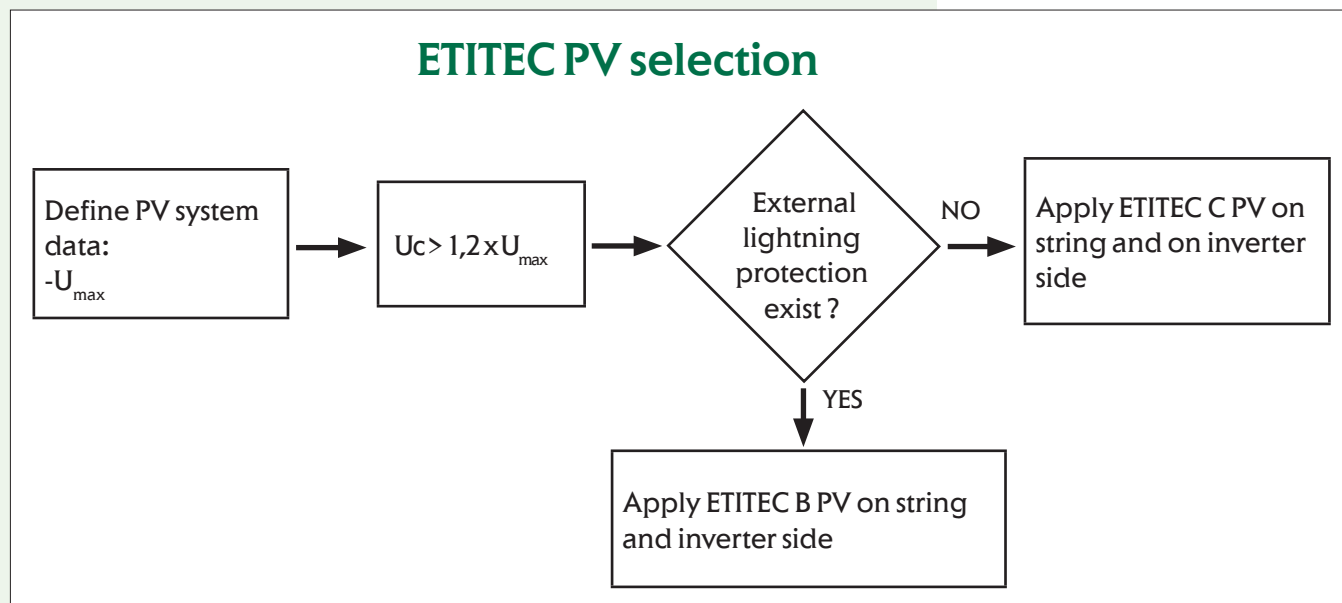 ETITEC PV selection
Define PV system
data:
-Umax
Uc > 1,2 x Umax
External
lightning
protection
exist ?
NO
Apply ETITEC C PV on
string and on inverter
side
YES
Apply ETITEC B PV on string
and inverter side